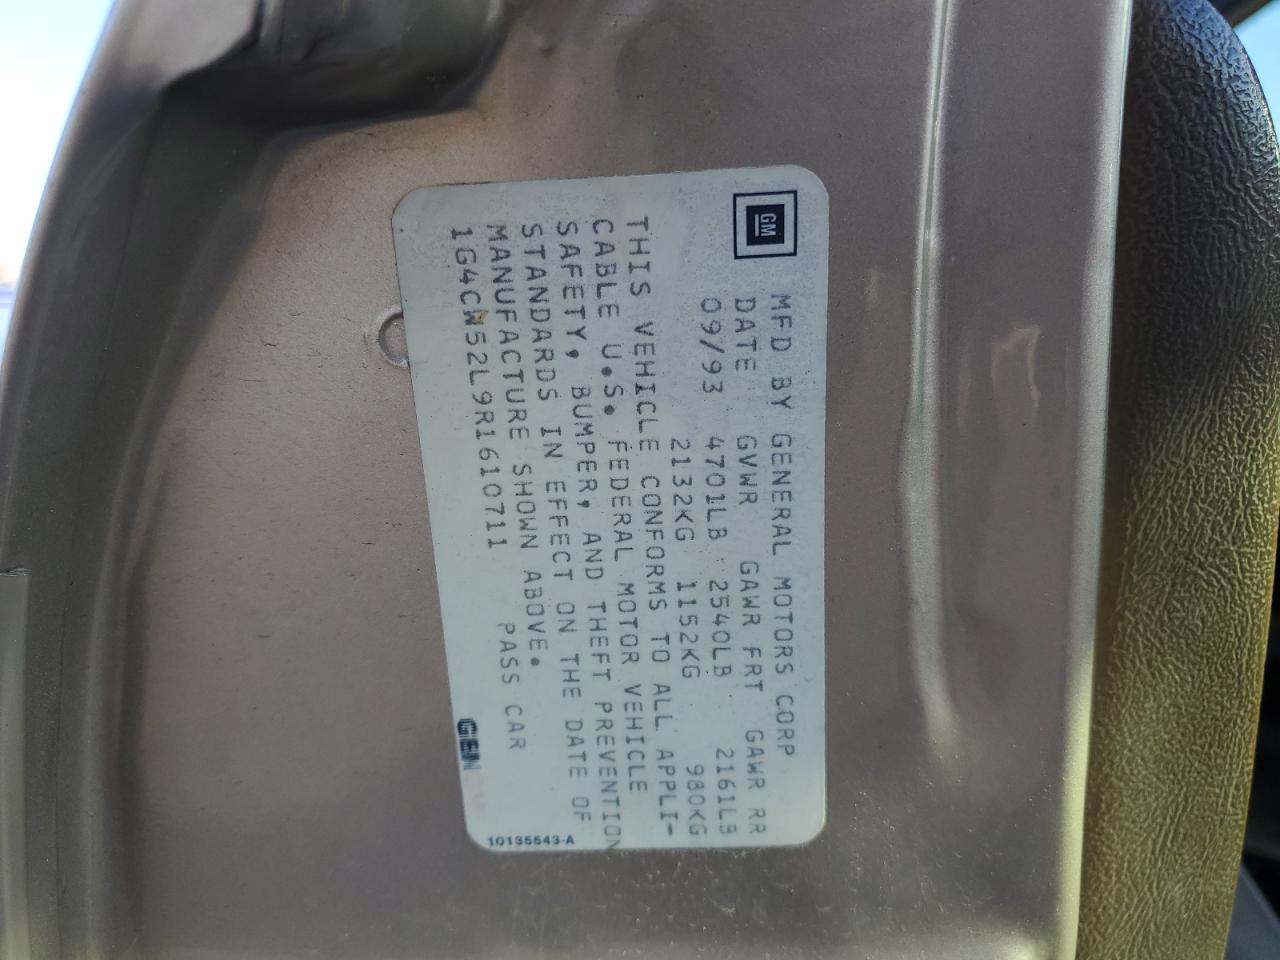 GM
MFD BY GENERAL MOTORS CORP
DATE GVWR GAWR FRT GAWR RR
09/93 4701LB 2540LB 2161LB
2132KG 1152KG 980KG
THIS VEHICLE CONFORMS TO ALL APPLI-
CABLE U.S. FEDERAL MOTOR VEHICLE
SAFETY, BUMPER, AND THEFT PREVENTION
STANDARDS IN EFFECT ON THE DATE OF
MANUFACTURE SHOWN ABOVE.
1G4CW52L9R1610711 PASS CAR
10135543-A